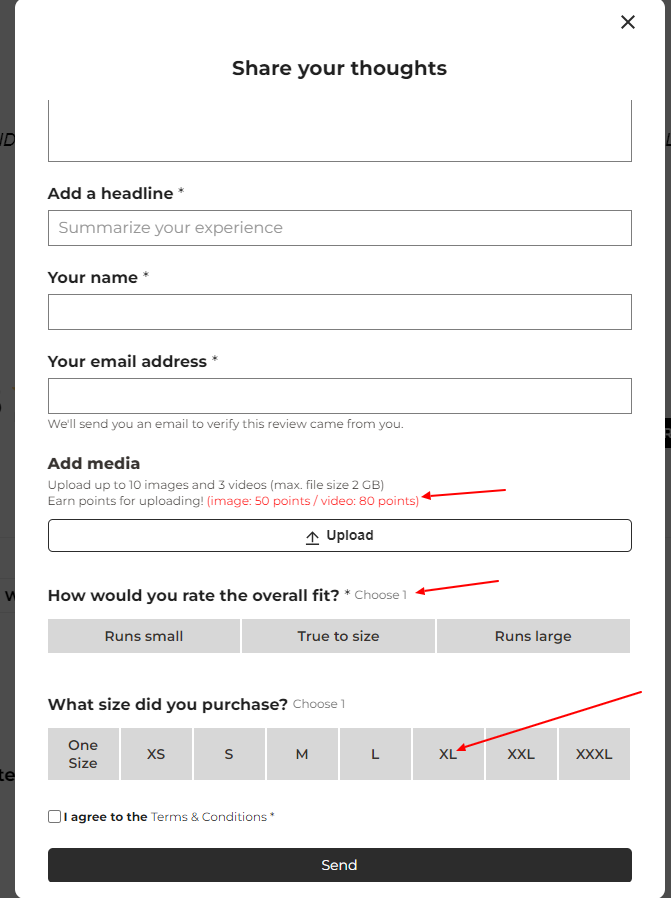 Share your thoughts
Add a headline *
Summarize your experience
Your name *
Your email address *
We'll send you an email to verify this review came from you.
Add media
Upload up to 10 images and 3 videos (max. file size 2 GB)
Earn points for uploading! (image: 50 points / video: 80 points)
Upload
How would you rate the overall fit? * Choose 1
Runs small True to size Runs large
What size did you purchase? Choose 1
One Size XS S M L XL XXL XXXL
I agree to the Terms & Conditions *
Send